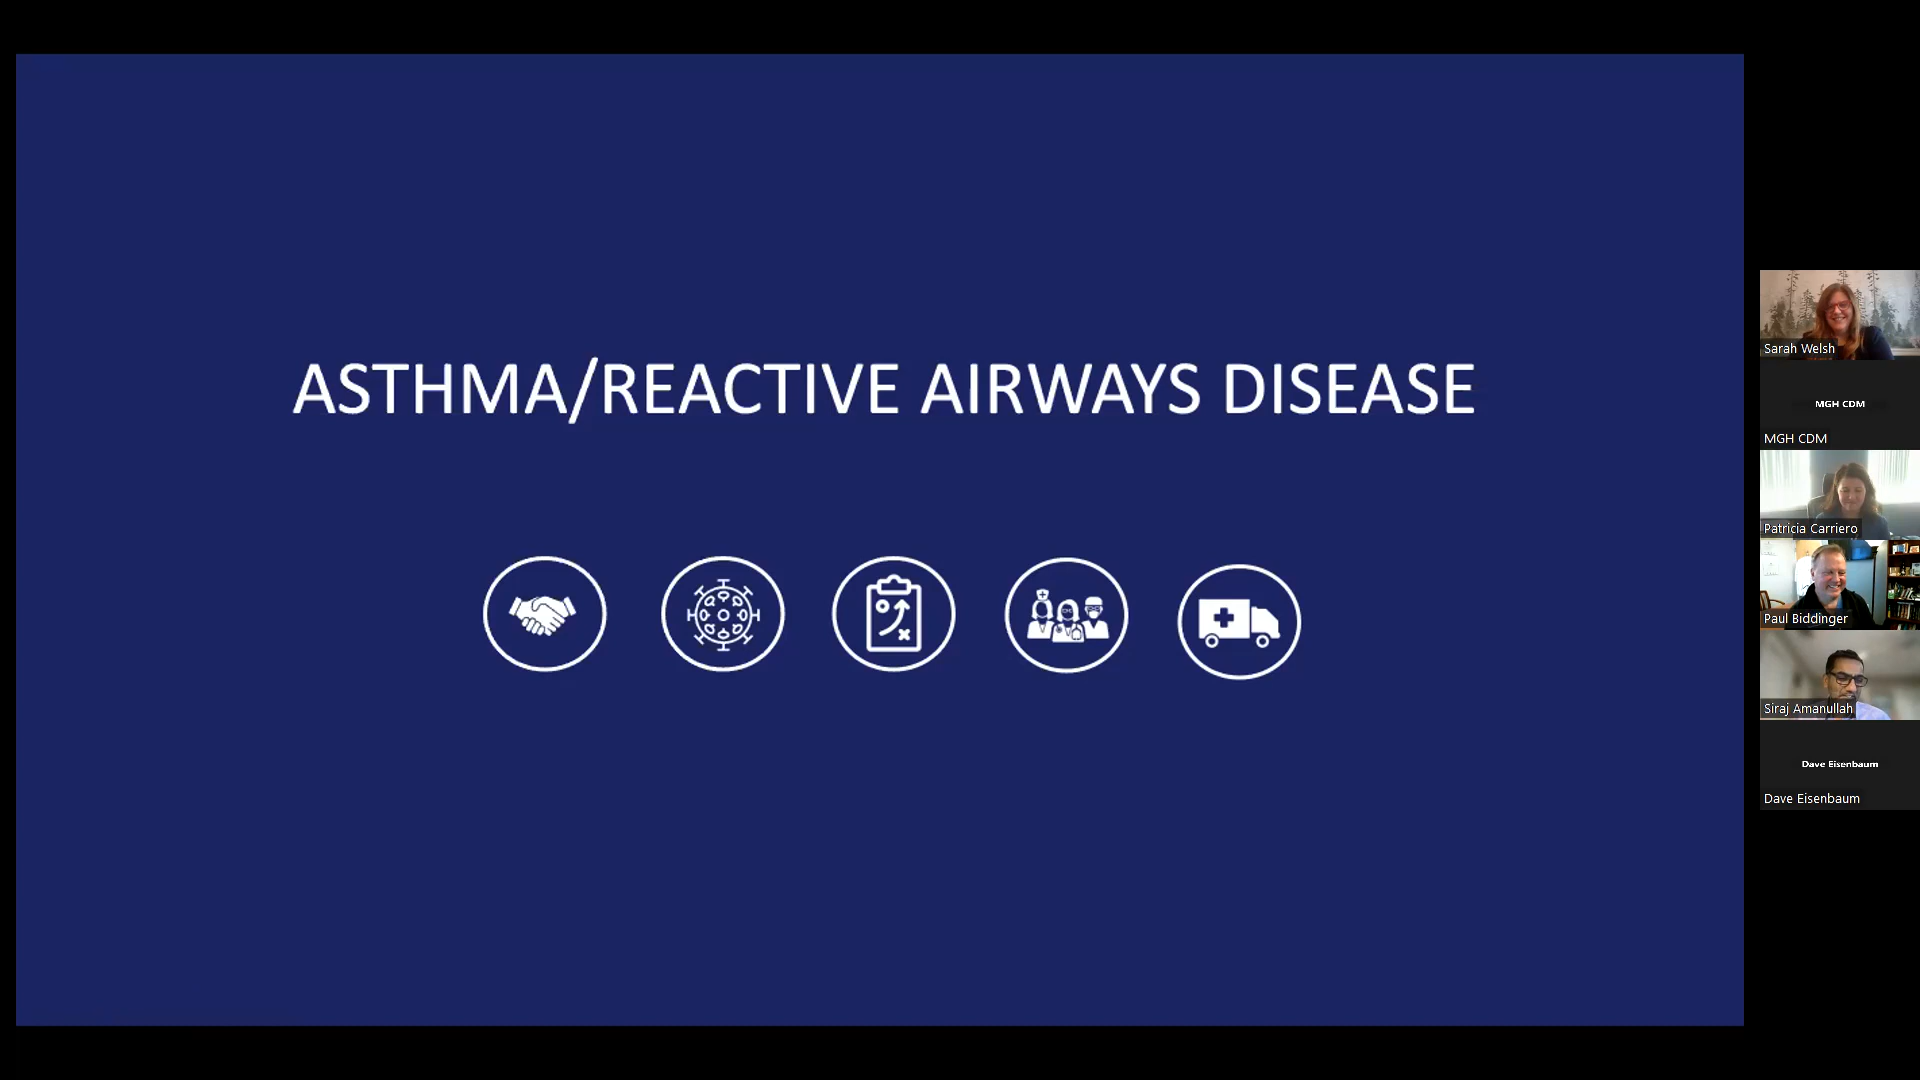 ASTHMA/REACTIVE AIRWAYS DISEASE
Sarah Welsh
MGH CDM
MGH CDM
Patricia Carriero
Paul Biddinger
Siraj Amanullah
Dave Eisenbaum
Dave Eisenbaum